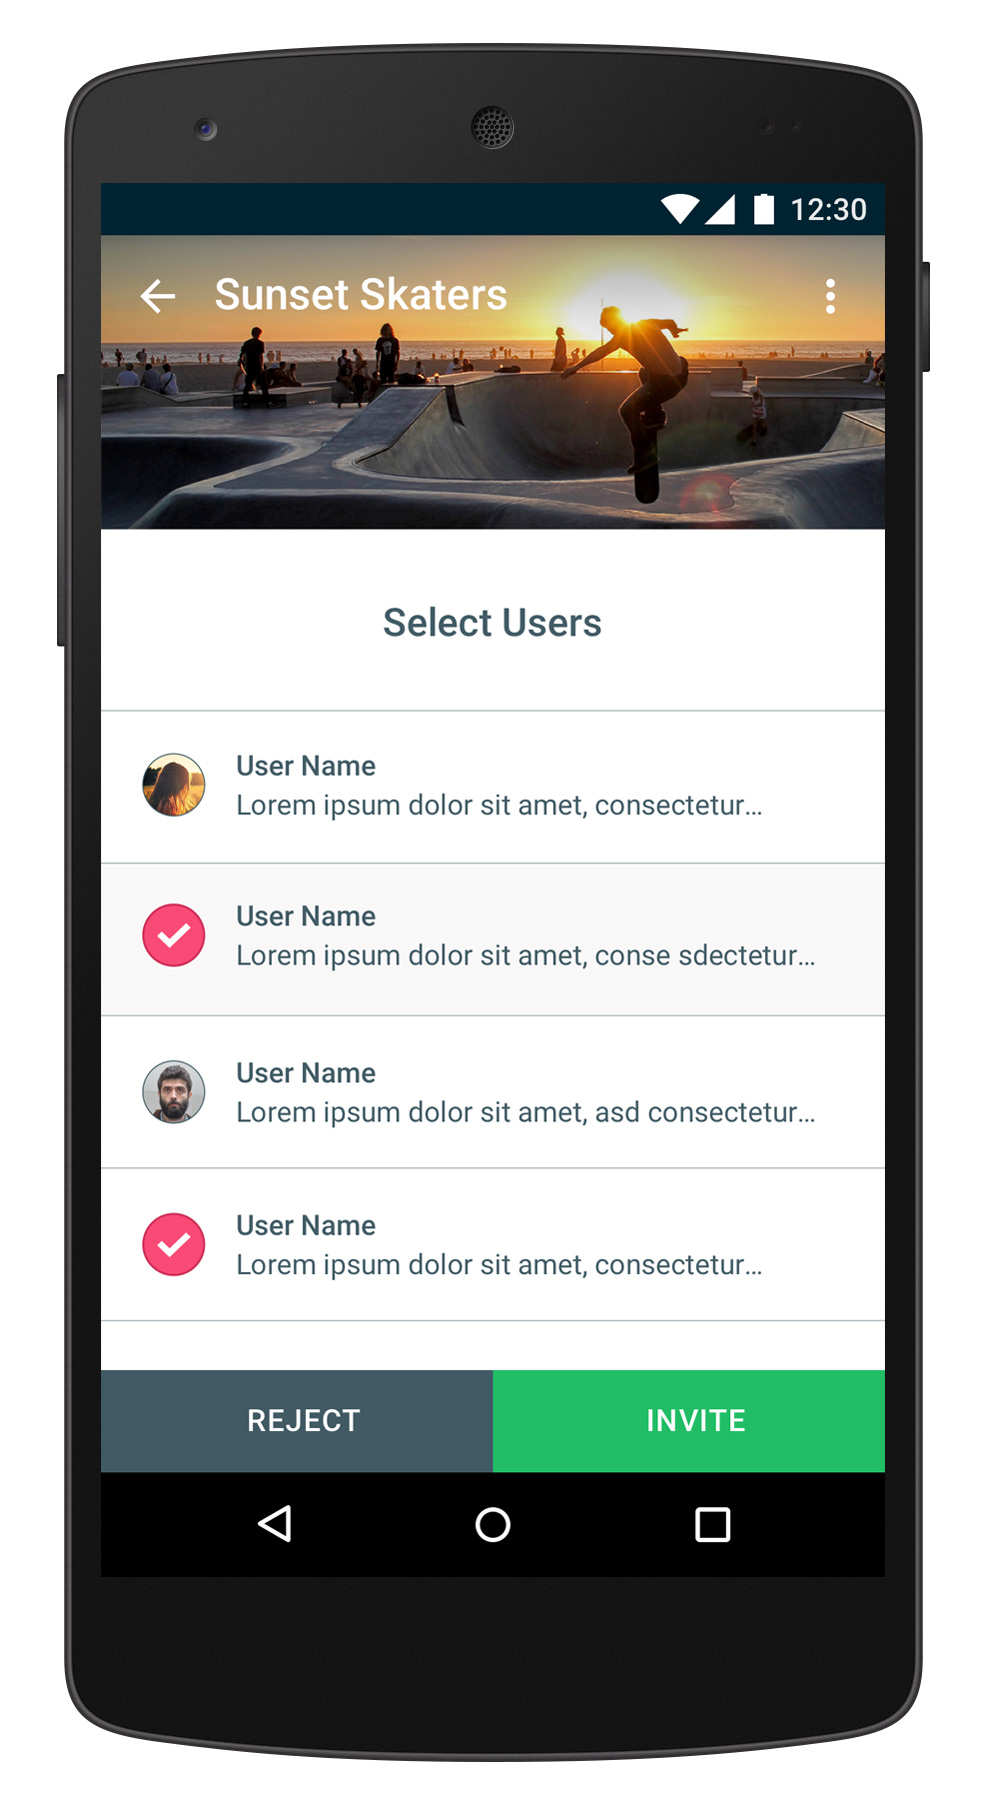 12:30
Sunset Skaters
Select Users
User Name
Lorem ipsum dolor sit amet, consectetur...
User Name
Lorem ipsum dolor sit amet, conse sdectetur...
User Name
Lorem ipsum dolor sit amet, asd consectetur...
User Name
Lorem ipsum dolor sit amet, consectetur...
REJECT
INVITE